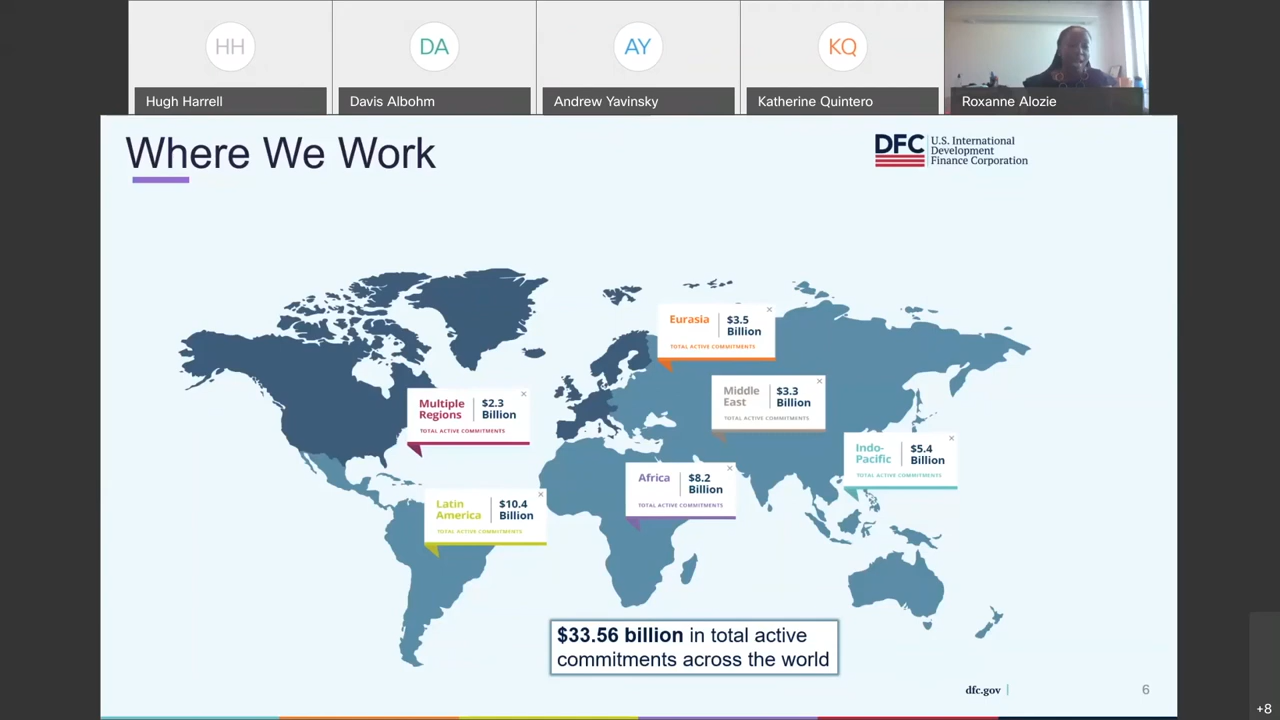 HH
DA
AY
KQ
Hugh Harrell
Davis Albohm
Andrew Yavinsky
Katherine Quintero
Roxanne Alozie
Where We Work
DFC
U.S. International
Development
Finance Corporation
Eurasia
$3.5
Billion
TOTAL ACTIVE COMMITMENTS
Middle
East
$3.3
Billion
TOTAL ACTIVE COMMITMENTS
Multiple
Regions
$2.3
Billion
TOTAL ACTIVE COMMITMENTS
Indo-
Pacific
$5.4
Billion
TOTAL ACTIVE COMMITMENTS
Africa
$8.2
Billion
TOTAL ACTIVE COMMITMENTS
Latin
America
$10.4
Billion
TOTAL ACTIVE COMMITMENTS
$33.56 billion in total active
commitments across the world
dfc.gov
6
+8